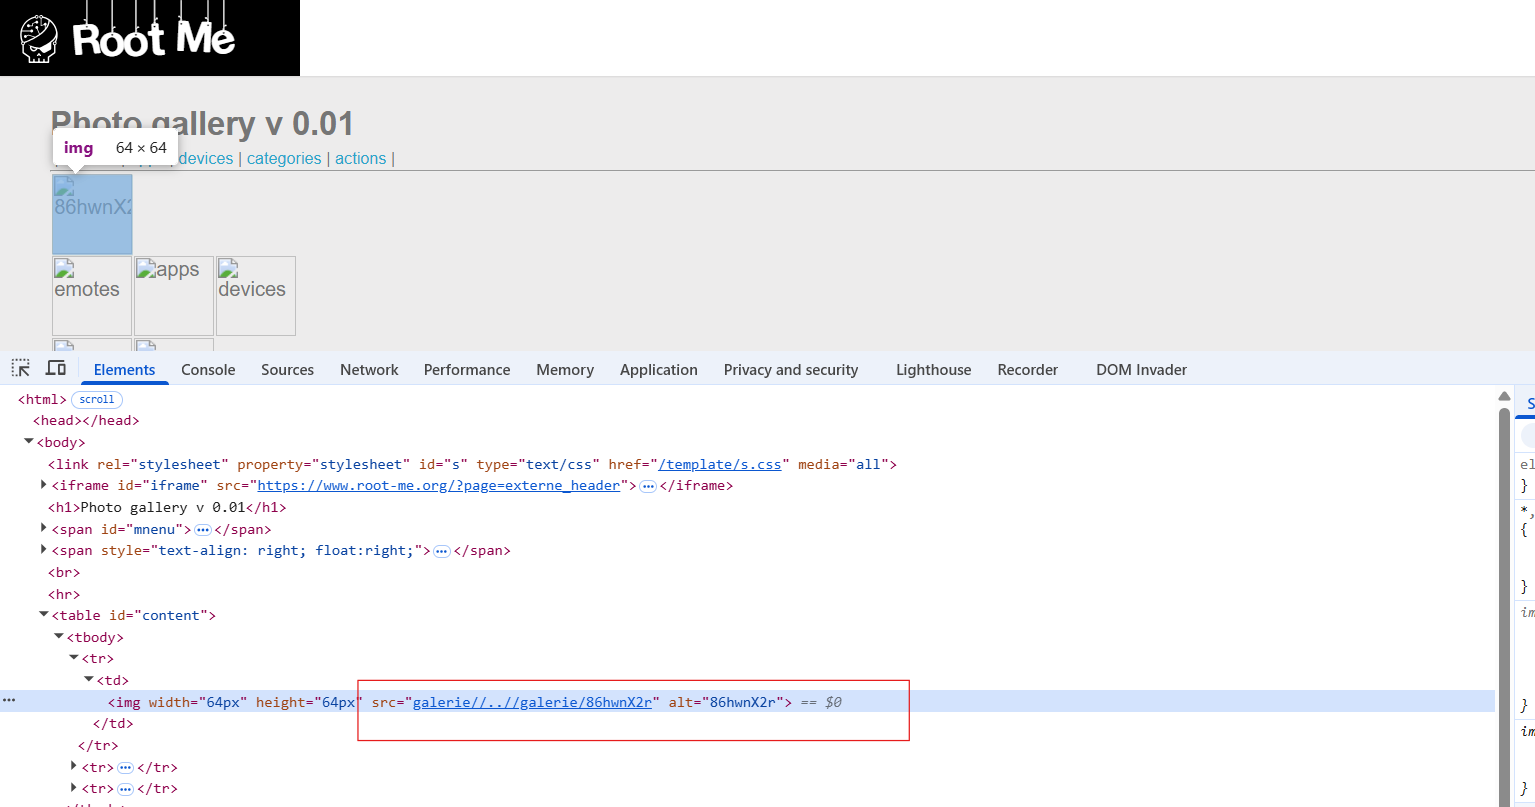 Root Me
Photo gallery v 0.01
img 64 × 64
devices | categories | actions |
86hwnX2
emotes
apps
devices
Elements Console Sources Network Performance Memory Application Privacy and security Lighthouse Recorder DOM Invader
<html> scroll
<head></head>
<body>
<link rel="stylesheet" property="stylesheet" id="s" type="text/css" href="/template/s.css" media="all">
<iframe id="iframe" src="https://www.root-me.org/?page=externe_header"> ••• </iframe>
<h1>Photo gallery v 0.01</h1>
<span id="mnenu"> ••• </span>
<span style="text-align: right; float:right;"> ••• </span>
<br>
<hr>
<table id="content">
<tbody>
<tr>
<td>
••• <img width="64px" height="64px" src="galerie//..//galerie/86hwnX2r" alt="86hwnX2r"> == $0
</td>
</tr>
<tr> ••• </tr>
<tr> ••• </tr>
S
el
}
*,
{
}
im
}
im
}